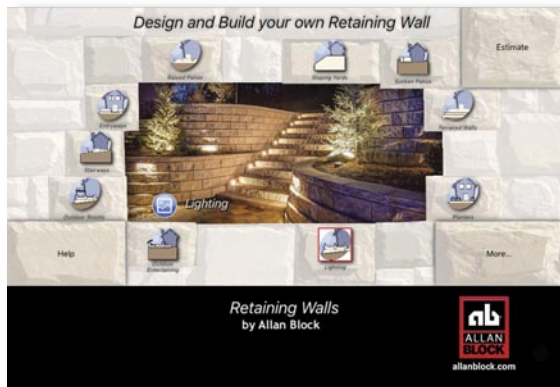 Design and Build your own Retaining Wall
Estimate
Raised Patios
Sloping Yards
Sunken Patios
Entryways
Terraced Walls
Stairways
Outdoor Rooms
Lighting
Planters
Help
Outdoor
Entertaining
Lighting
More...
Retaining Walls
by Allan Block
ab
ALLAN
BLOCK
allanblock.com